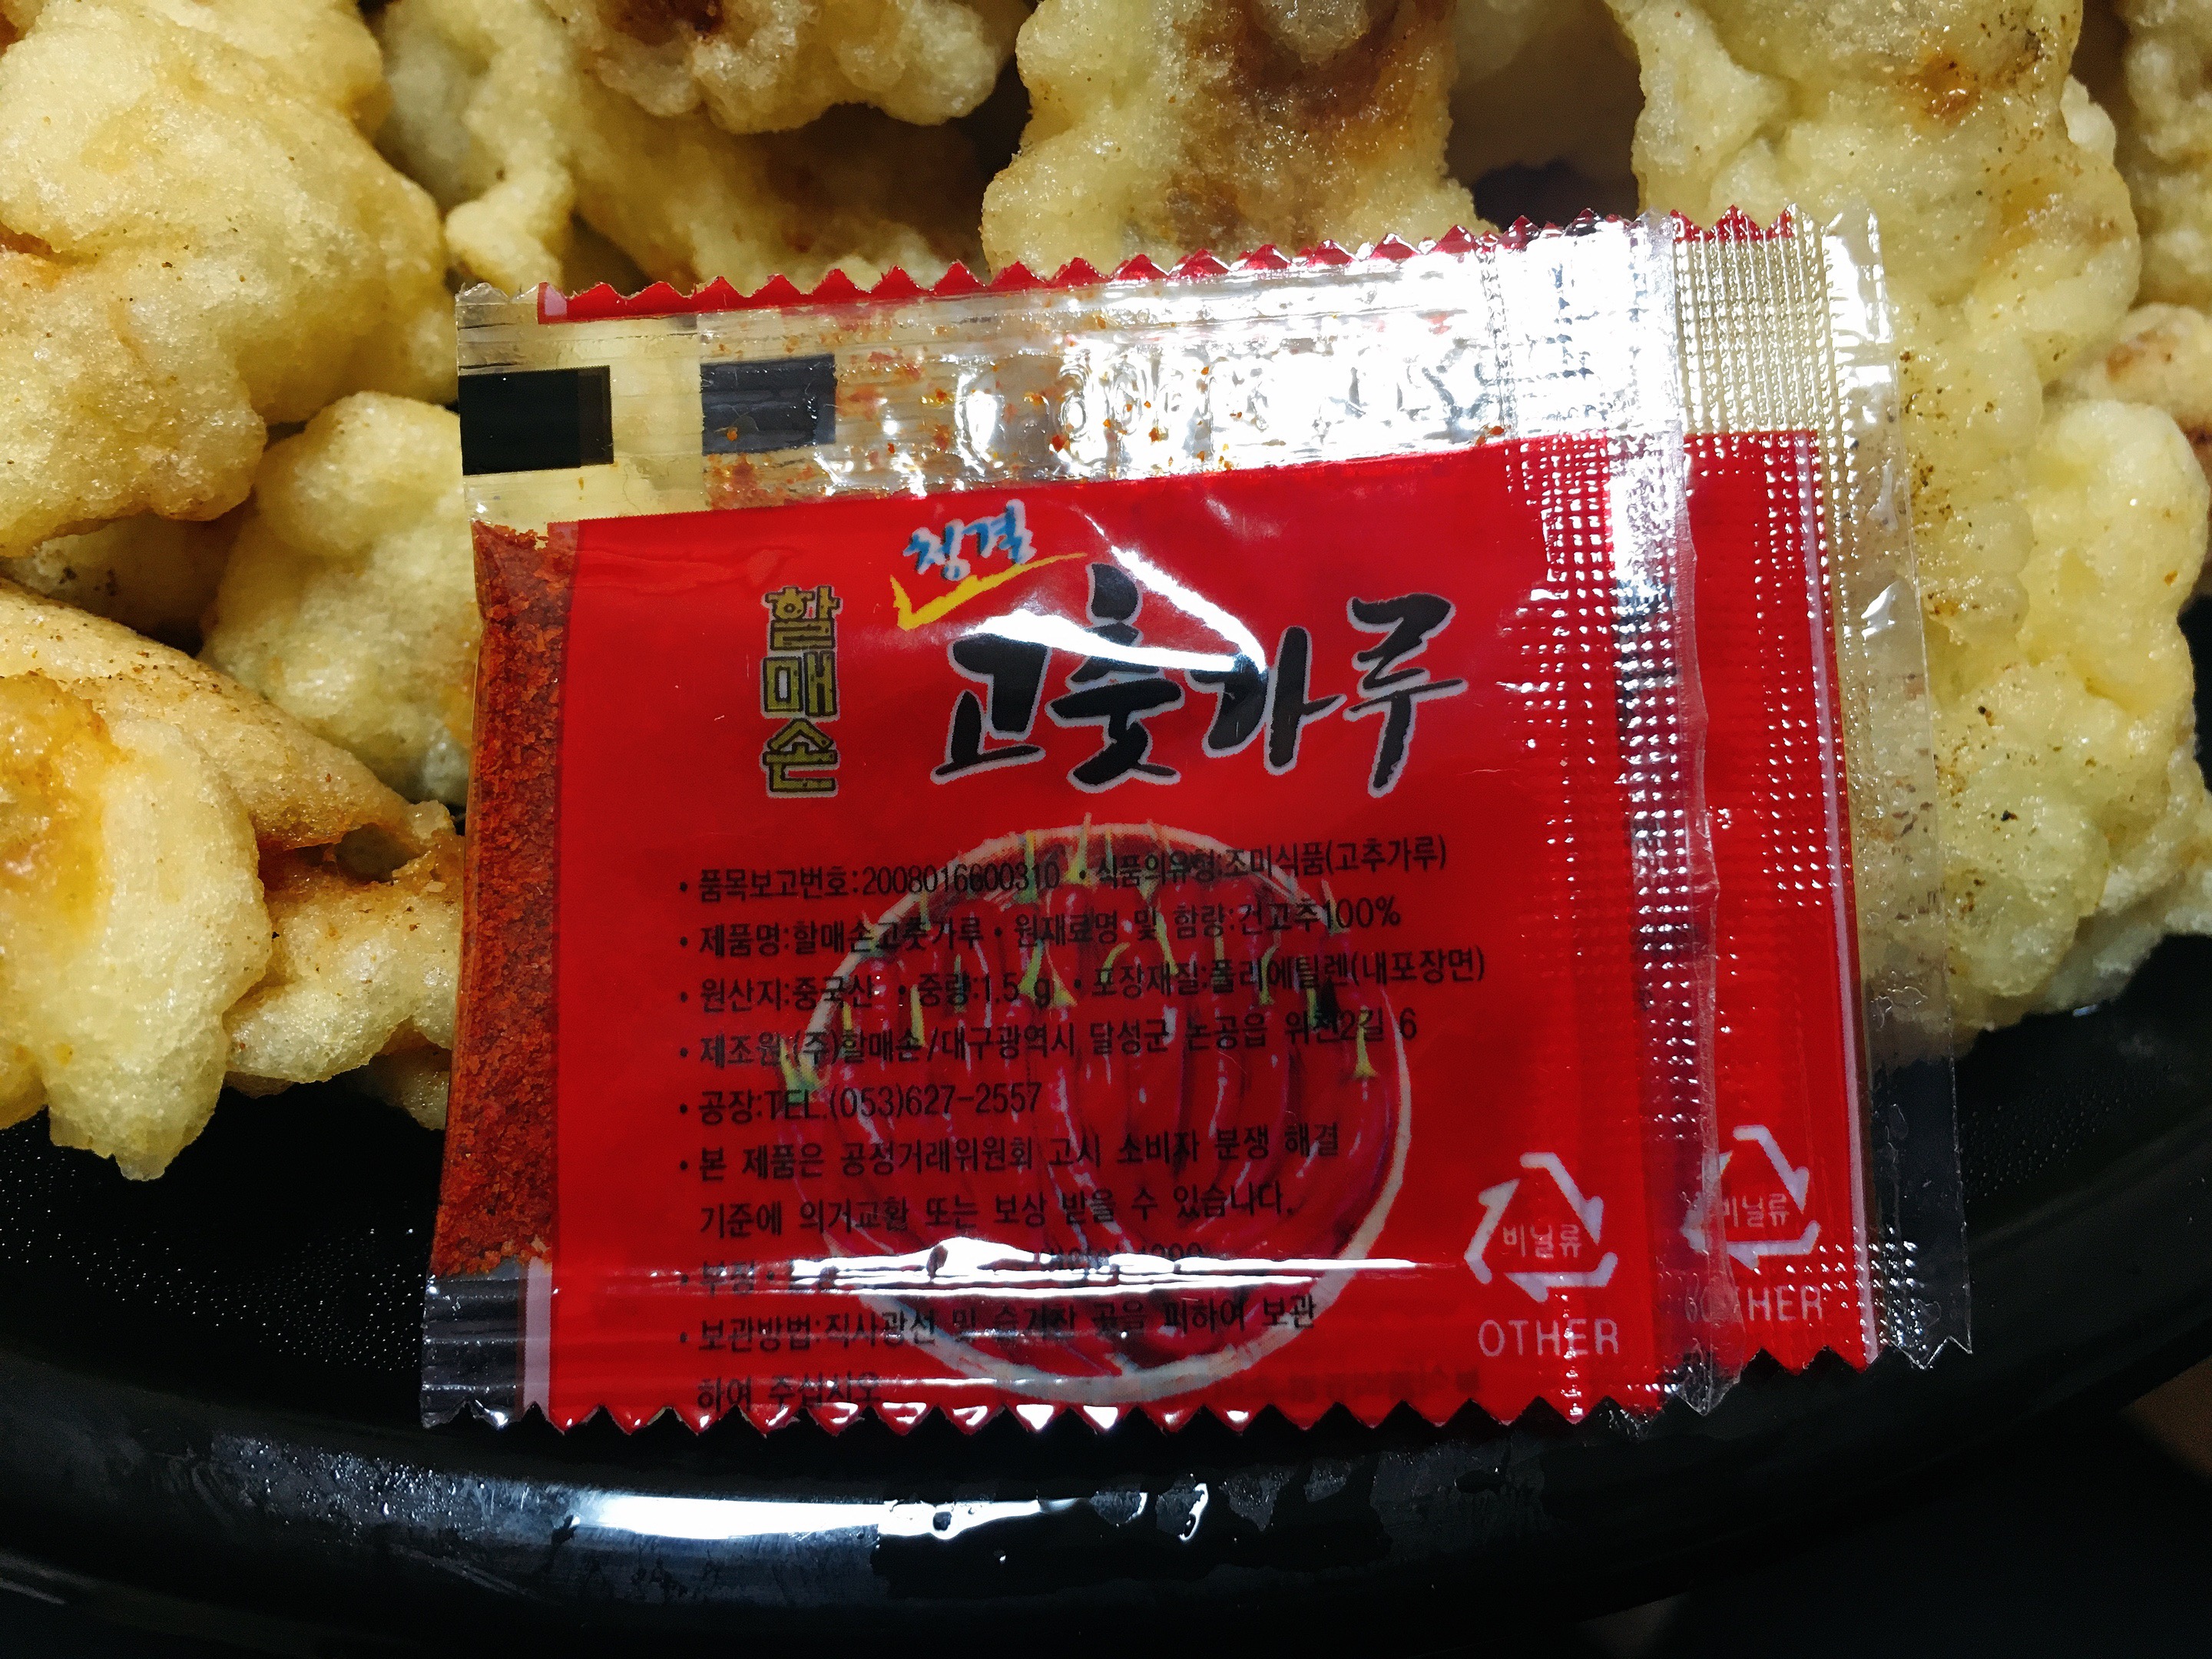 청결
할매손
고춧가루
• 품목보고번호:2008016600310 • 식품의유형:조미식품(고추가루)
• 제품명:할매손고춧가루 • 원재료명 및 함량:건고추100%
• 원산지:중국산 • 중량:1.5 g • 포장재질:폴리에틸렌(내포장면)
• 제조원:(주)할매손/대구광역시 달성군 논공읍 위천2길 6
• 공장:TEL:(053)627-2557
• 본 제품은 공정거래위원회 고시 소비자 분쟁 해결
기준에 의거교환 또는 보상 받을 수 있습니다.
• 보관방법:직사광선 및 습기찬 곳을 피하여 보관
하여 주십시오
비닐류
OTHER
비닐류
OTHER